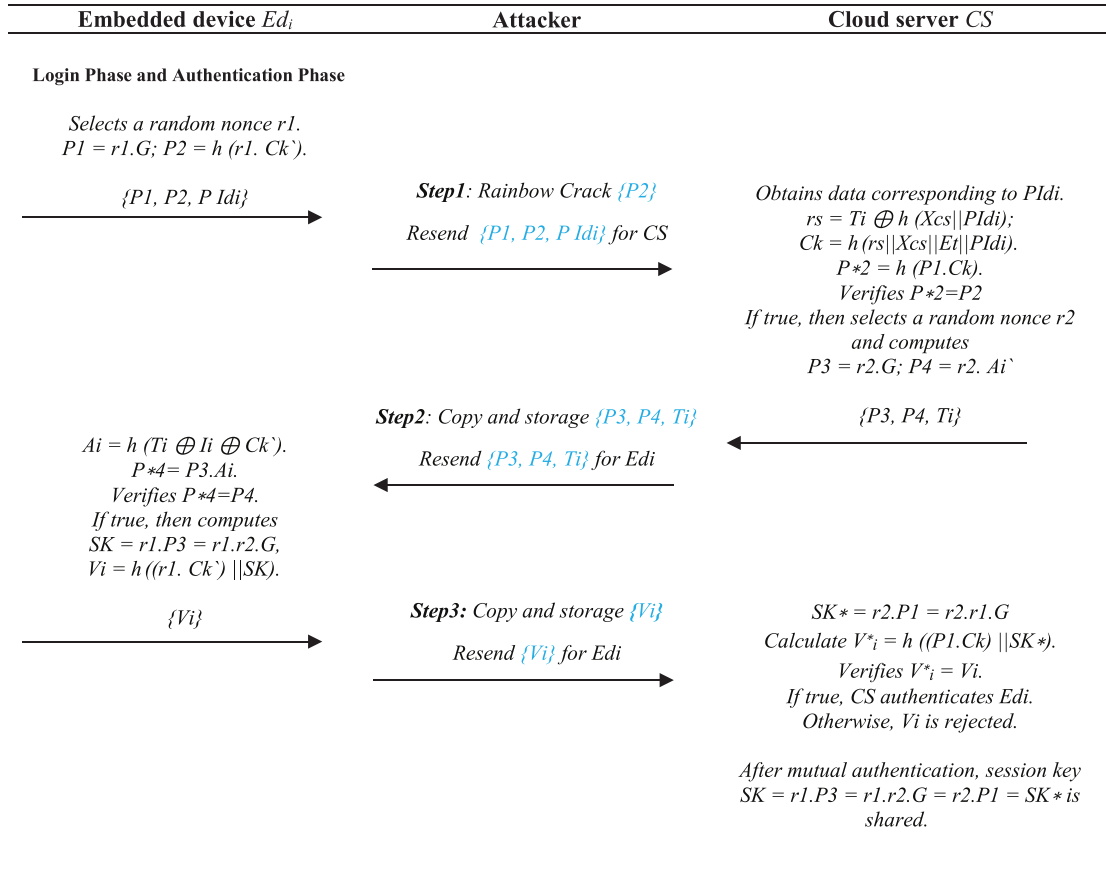 Embedded device Edi
Attacker
Cloud server CS
Login Phase and Authentication Phase
Selects a random nonce r1.
P1 = r1.G; P2 = h (r1. Ck`).
{P1, P2, P Idi}
Step1: Rainbow Crack {P2}
Resend {P1, P2, P Idi} for CS
Obtains data corresponding to PIdi.
rs = Ti ⨁ h (Xcs||PIdi);
Ck = h (rs||Xcs||Et||PIdi).
P∗2 = h (P1.Ck).
Verifies P∗2=P2
If true, then selects a random nonce r2
and computes
P3 = r2.G; P4 = r2. Ai`
{P3, P4, Ti}
Step2: Copy and storage {P3, P4, Ti}
Resend {P3, P4, Ti} for Edi
Ai = h (Ti ⨁ Ii ⨁ Ck`).
P∗4= P3.Ai.
Verifies P∗4=P4.
If true, then computes
SK = r1.P3 = r1.r2.G,
Vi = h ((r1. Ck`) ||SK).
{Vi}
Step3: Copy and storage {Vi}
Resend {Vi} for Edi
SK∗ = r2.P1 = r2.r1.G
Calculate V*i = h ((P1.Ck) ||SK∗).
Verifies V*i = Vi.
If true, CS authenticates Edi.
Otherwise, Vi is rejected.
After mutual authentication, session key
SK = r1.P3 = r1.r2.G = r2.P1 = SK∗ is
shared.